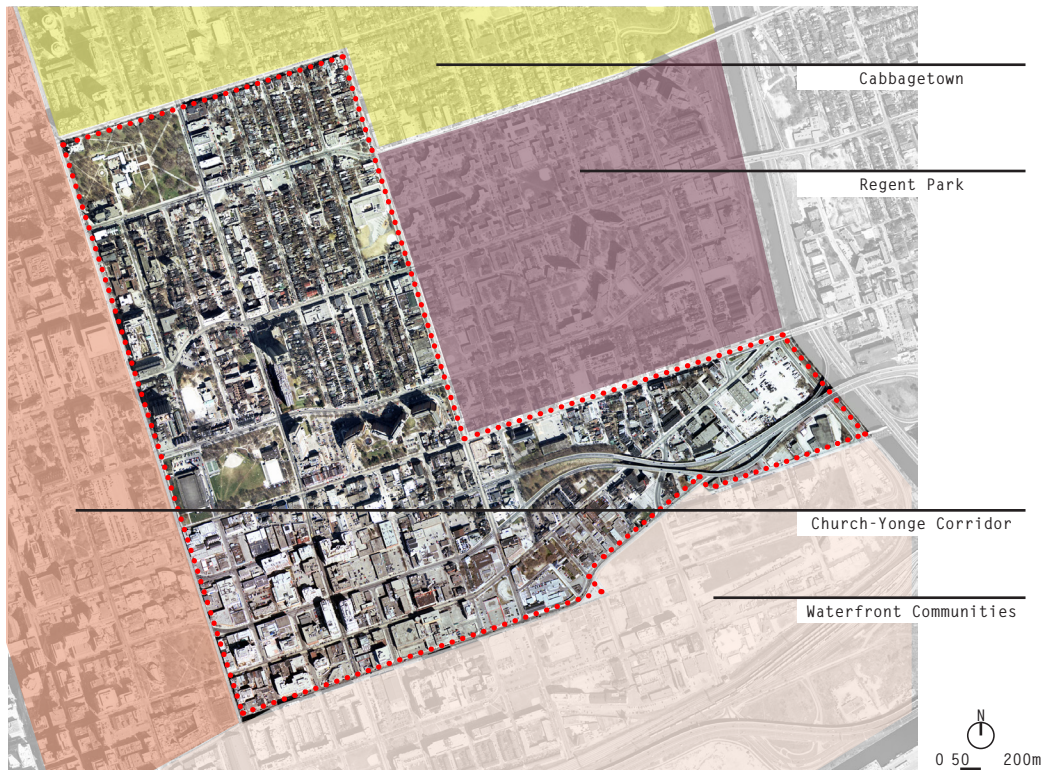 Cabbagetown
Regent Park
Church-Yonge Corridor
Waterfront Communities
N
0 50 200m